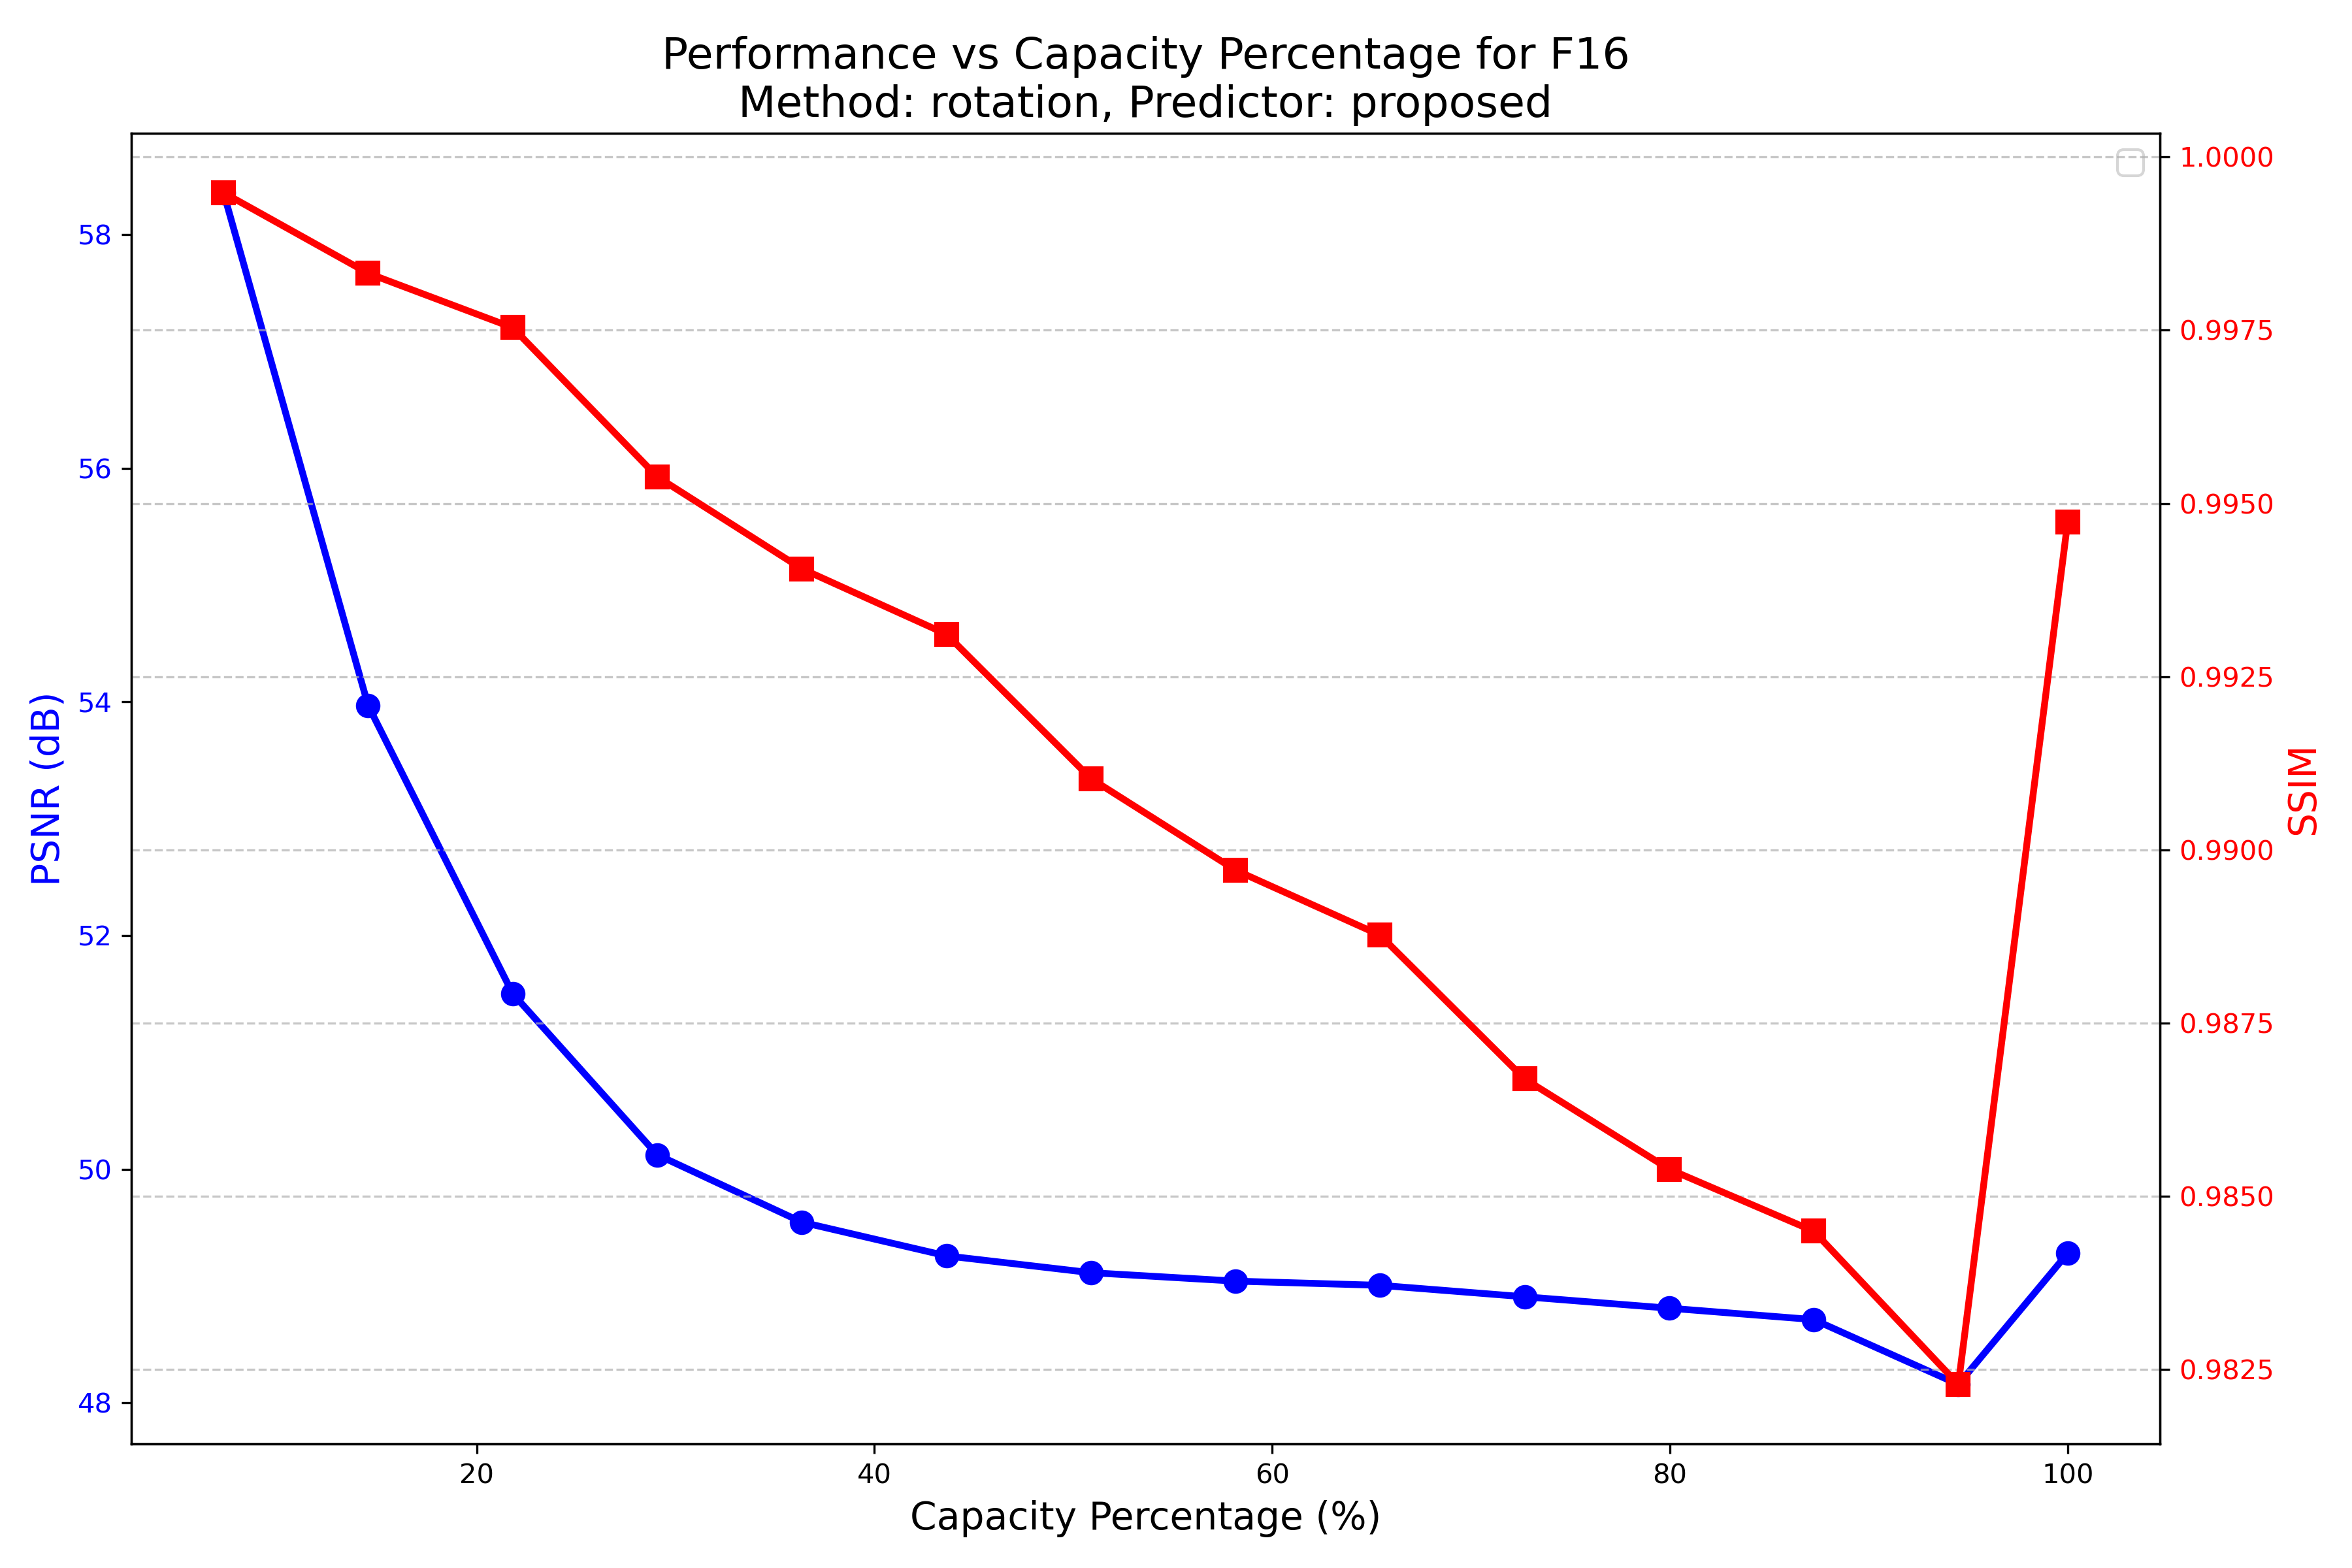 Performance vs Capacity Percentage for F16
Method: rotation, Predictor: proposed
PSNR (dB)
58
56
54
52
50
48
1.0000
0.9975
0.9950
0.9925
0.9900
0.9875
0.9850
0.9825
SSIM
20 40 60 80 100
Capacity Percentage (%)